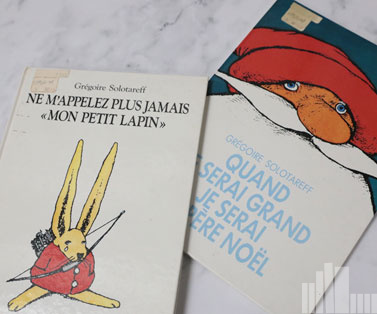 Grégoire Solotareff
NE M'APPELEZ PLUS JAMAIS
«MON PETIT LAPIN»
GRÉGOIRE SOLOTAREFF
QUAND
SERAI GRAND
JE SERAI
PÈRE NOËL